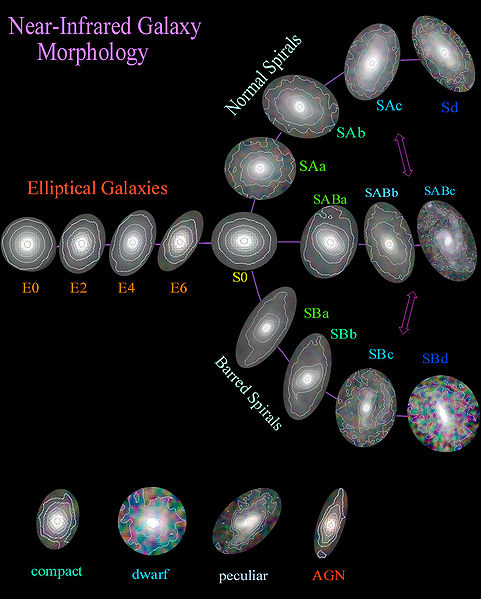 Near-Infrared Galaxy
Morphology
Normal Spirals
SAc
Sd
SAb
SAa
Elliptical Galaxies
SABa
SABb
SABc
E0
E2
E4
E6
S0
SBa
SBb
SBc
SBd
Barred Spirals
compact
dwarf
peculiar
AGN